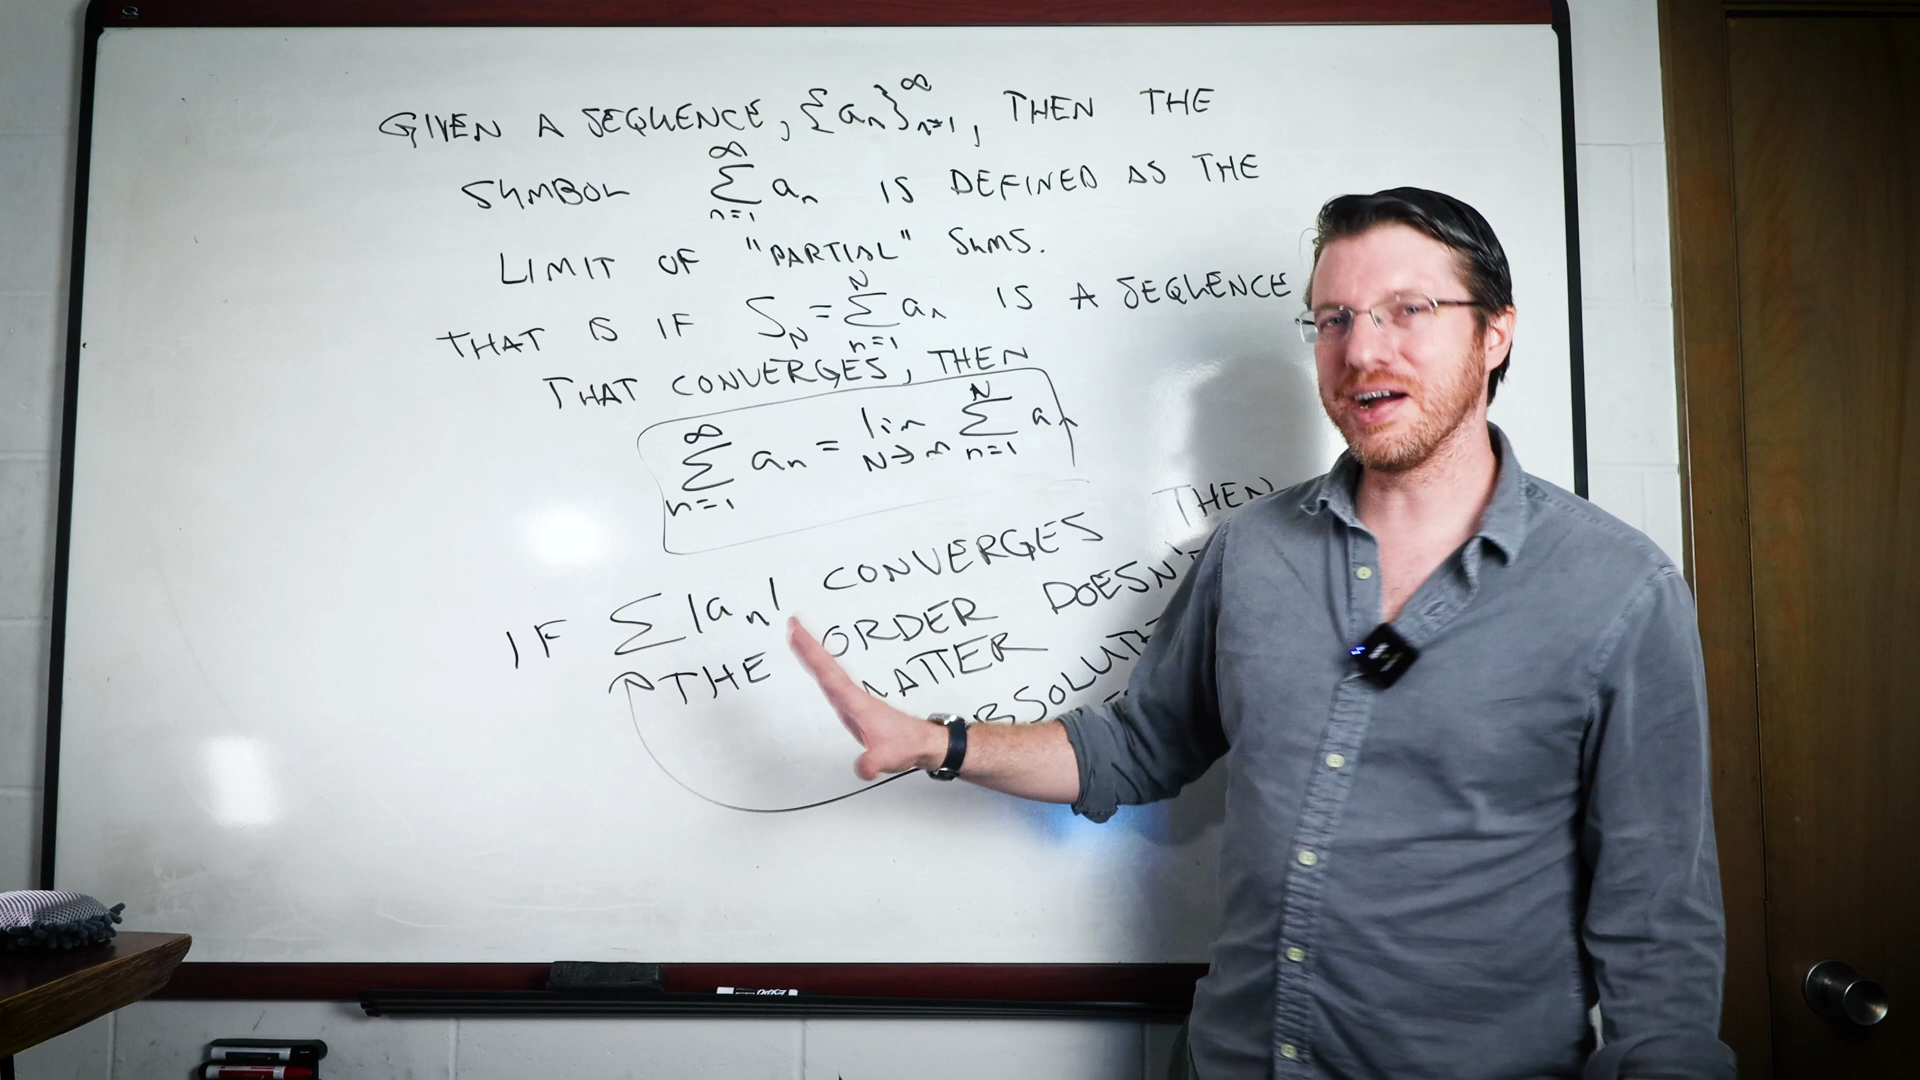 GIVEN A SEQUENCE, {aₙ}ₙ₌₁^∞, THEN THE
SYMBOL ∑ₙ₌₁^∞ aₙ IS DEFINED AS THE
LIMIT OF "PARTIAL" SUMS.
THAT IS IF S_N = ∑ₙ₌₁^N aₙ IS A SEQUENCE
THAT CONVERGES, THEN
∑ₙ₌₁^∞ aₙ = lim N→∞ ∑ₙ₌₁^N aₙ
IF ∑|aₙ| CONVERGES THEN
THE ORDER DOESN'
MATTER